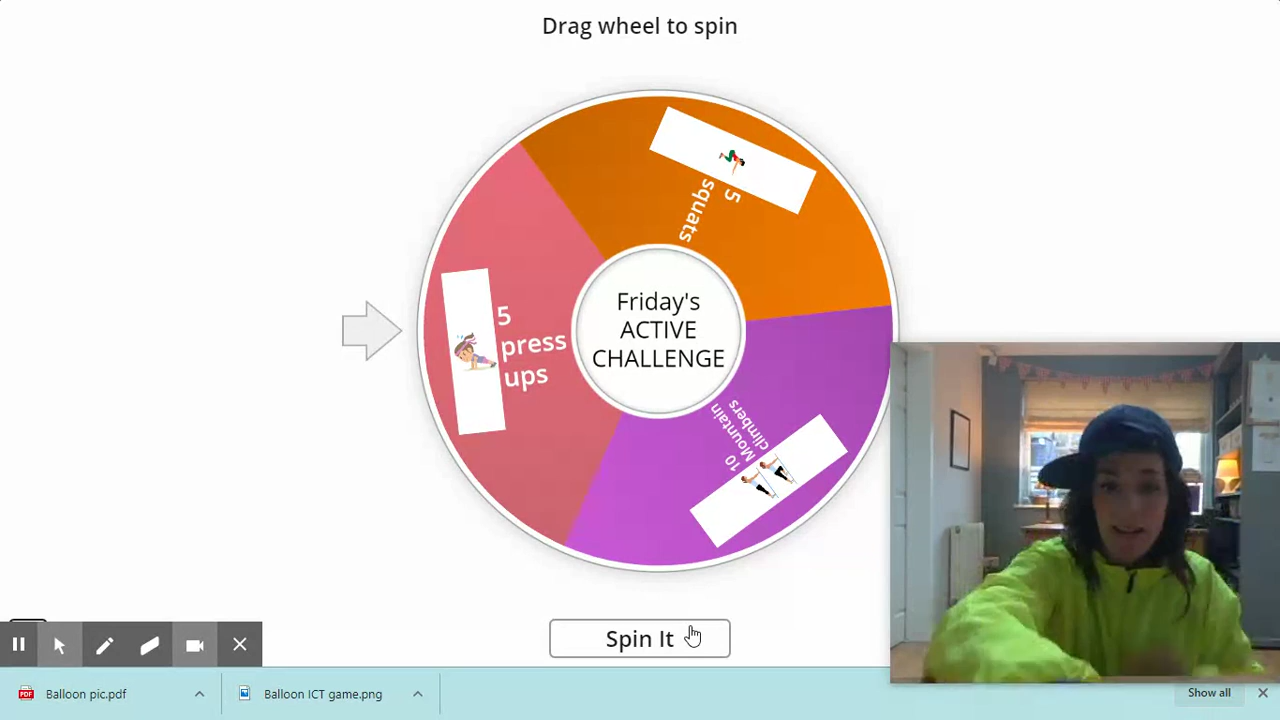 Drag wheel to spin
5
squats
5
press
ups
Friday's
ACTIVE
CHALLENGE
10
Mountain
climbers
Spin It
PDF
Balloon pic.pdf
Balloon ICT game.png
Show all